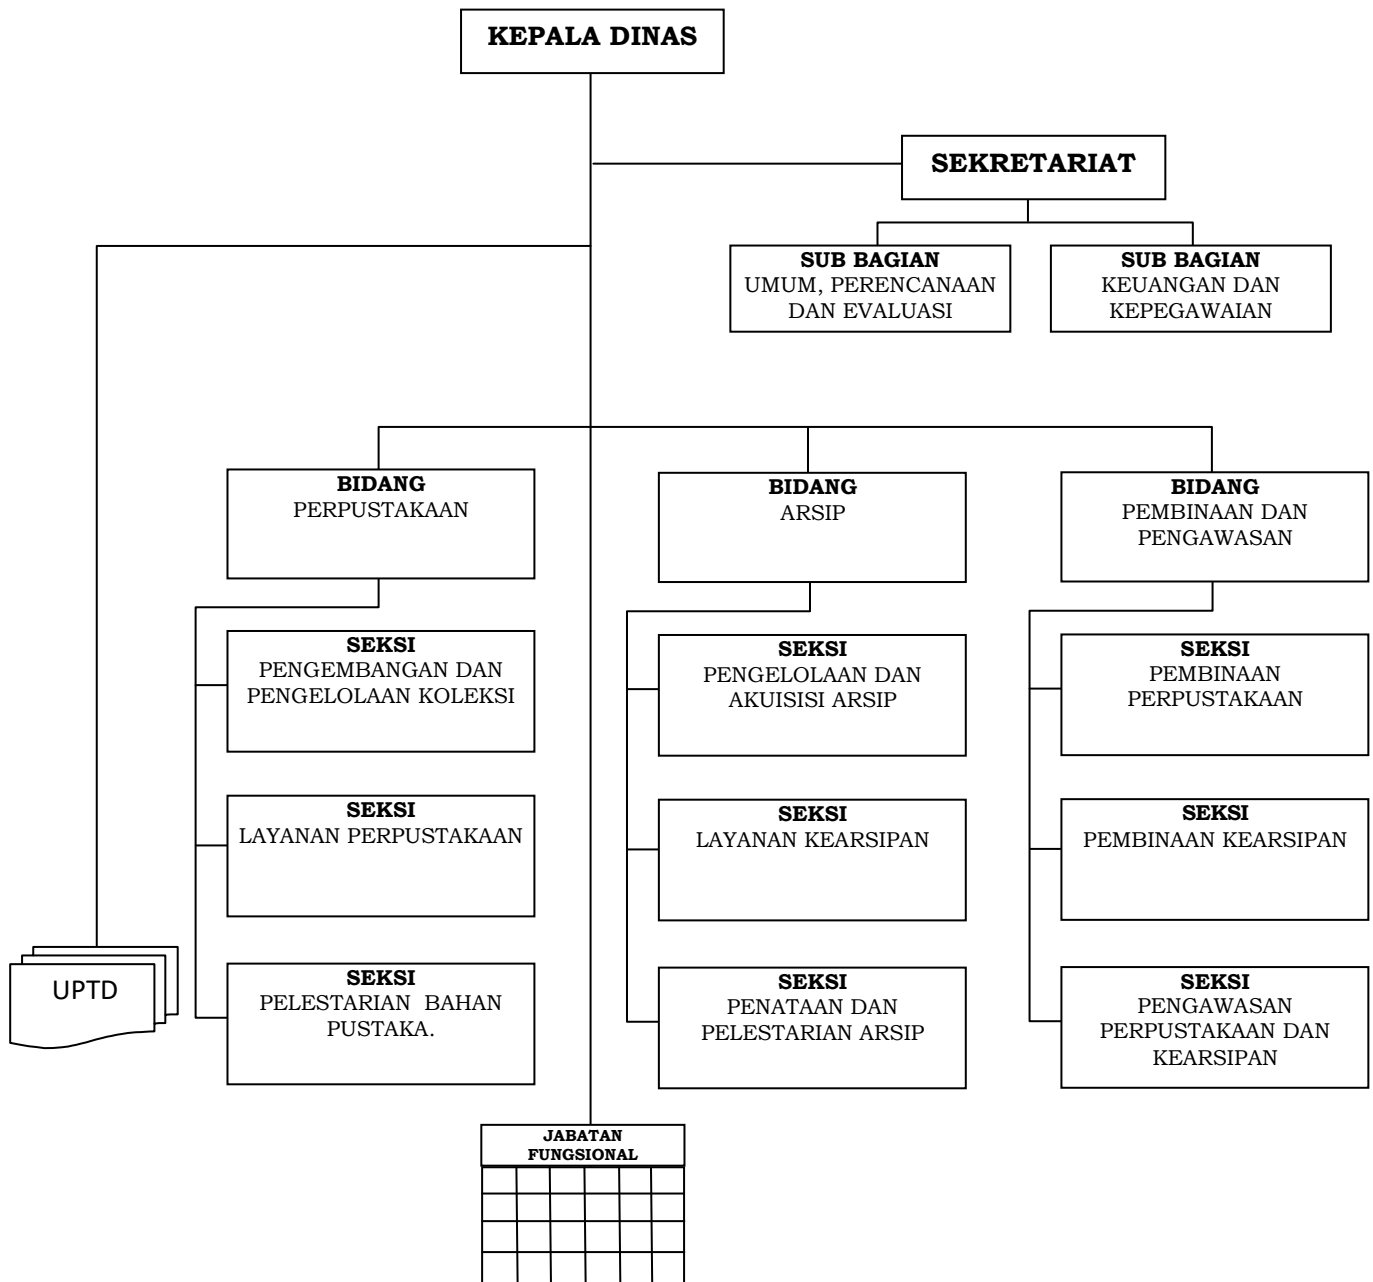 KEPALA DINAS
SEKRETARIAT
SUB BAGIAN
UMUM, PERENCANAAN
DAN EVALUASI
SUB BAGIAN
KEUANGAN DAN
KEPEGAWAIAN
BIDANG
PERPUSTAKAAN
BIDANG
ARSIP
BIDANG
PEMBINAAN DAN
PENGAWASAN
SEKSI
PENGEMBANGAN DAN
PENGELOLAAN KOLEKSI
SEKSI
PENGELOLAAN DAN
AKUISISI ARSIP
SEKSI
PEMBINAAN
PERPUSTAKAAN
SEKSI
LAYANAN PERPUSTAKAAN
SEKSI
LAYANAN KEARSIPAN
SEKSI
PEMBINAAN KEARSIPAN
UPTD
SEKSI
PELESTARIAN BAHAN
PUSTAKA.
SEKSI
PENATAAN DAN
PELESTARIAN ARSIP
SEKSI
PENGAWASAN
PERPUSTAKAAN DAN
KEARSIPAN
JABATAN
FUNGSIONAL